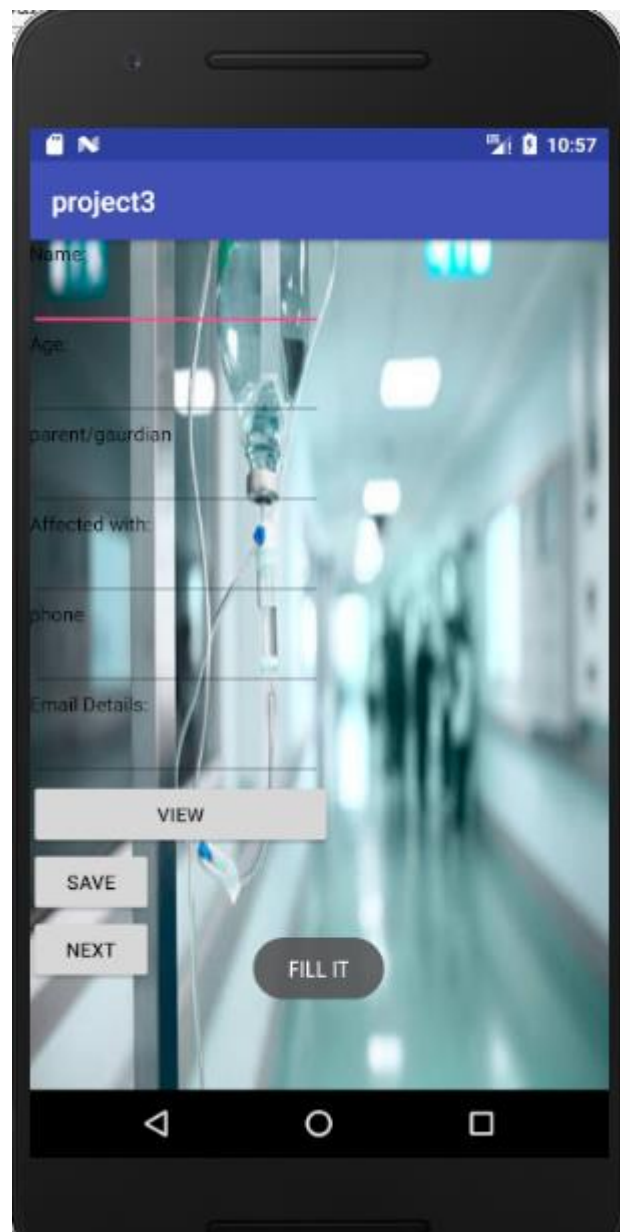 10:57
project3
Name:
Age:
parent/gaurdian
Affected with:
phone
Email Details:
VIEW
SAVE
NEXT
FILL IT